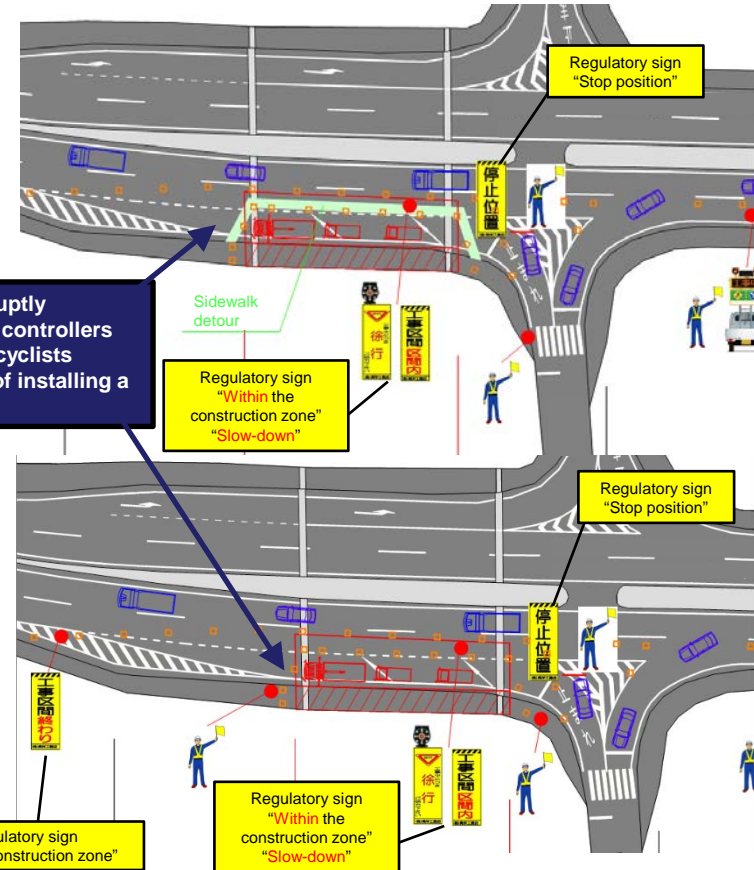 Regulatory sign
“Stop position”
停止位置
Sidewalk
detour
徐行
工事区間
区間内
Regulatory sign
“Within the
construction zone”
“Slow-down”
controllers
cyclists
of installing a
Regulatory sign
“Stop position”
停止位置
工事区間
終わり
徐行
工事区間
区間内
Regulatory sign
“Within the
construction zone”
“Slow-down”
sign
construction zone”